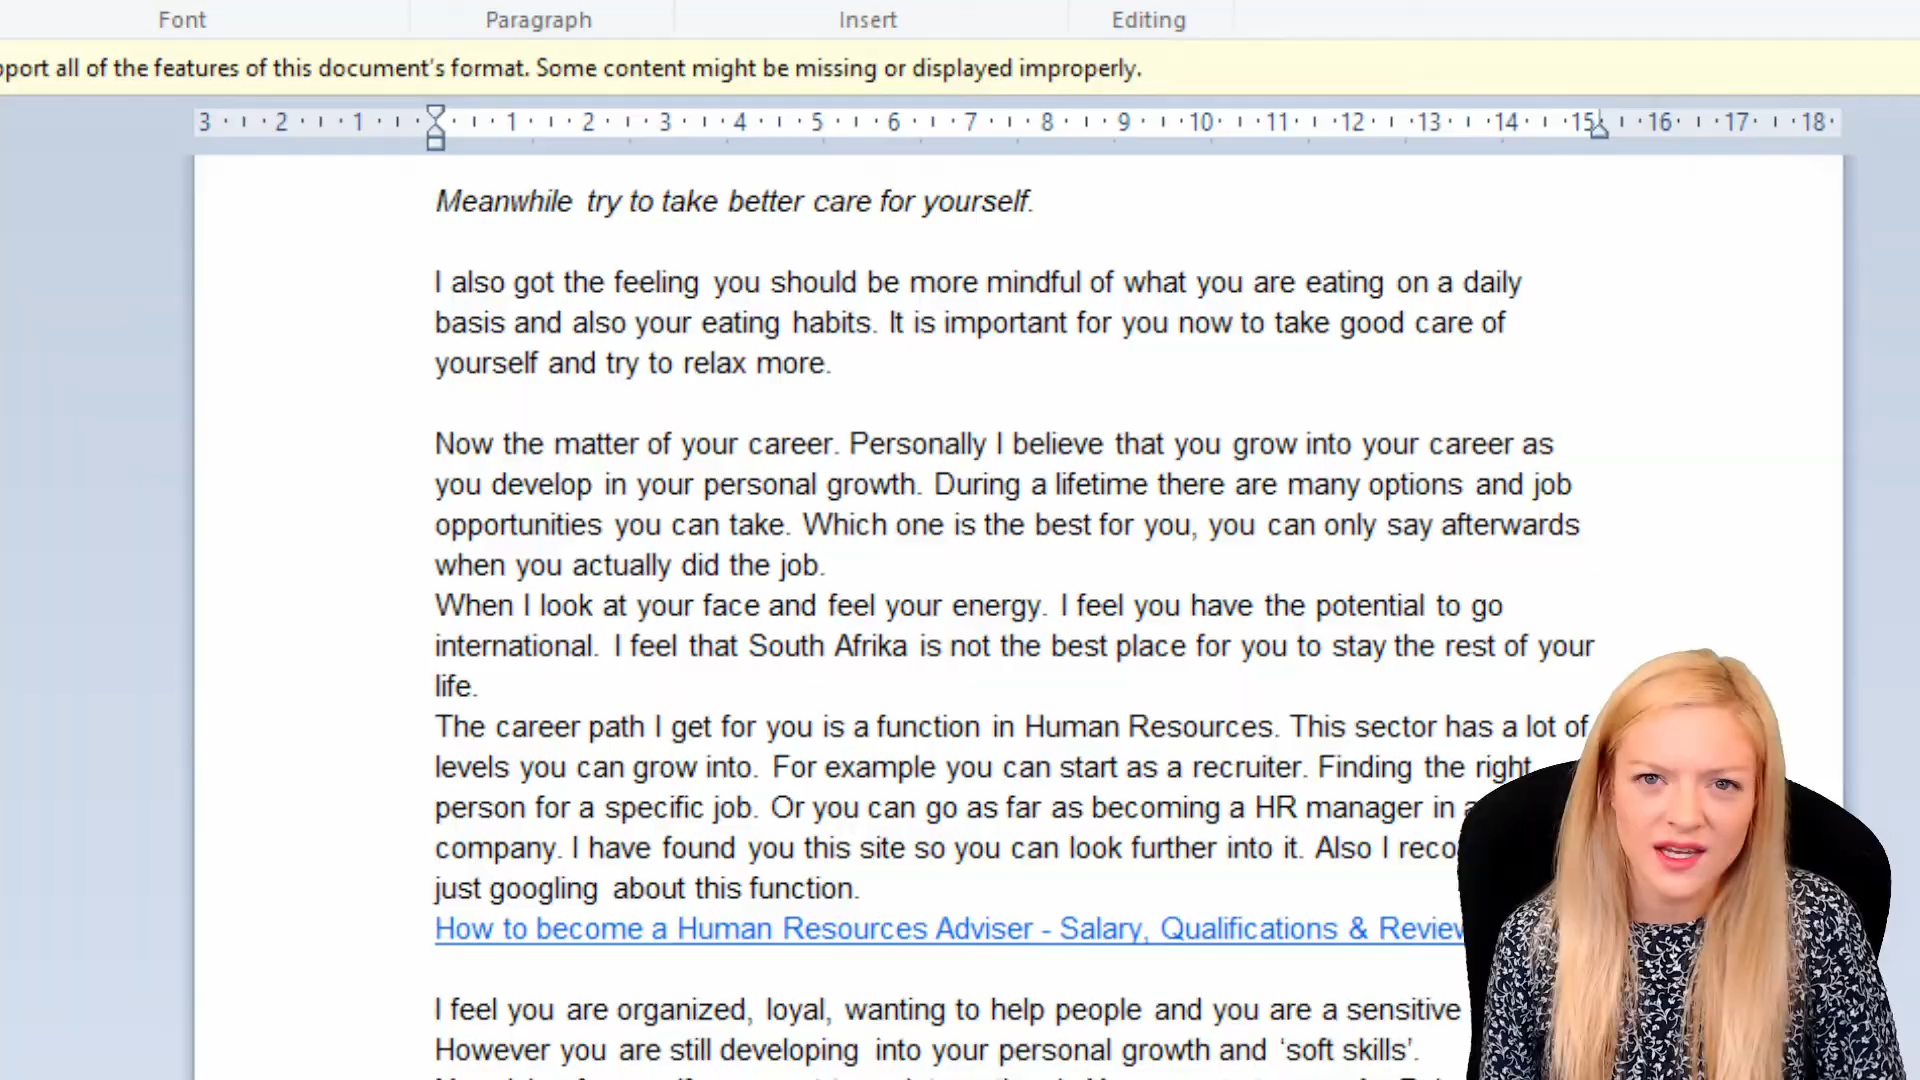 Font Paragraph Insert Editing
port all of the features of this document's format. Some content might be missing or displayed improperly.
3 2 1 1 2 3 4 5 6 7 8 9 10 11 12 13 14 15 16 17 18
Meanwhile try to take better care for yourself.
I also got the feeling you should be more mindful of what you are eating on a daily
basis and also your eating habits. It is important for you now to take good care of
yourself and try to relax more.
Now the matter of your career. Personally I believe that you grow into your career as
you develop in your personal growth. During a lifetime there are many options and job
opportunities you can take. Which one is the best for you, you can only say afterwards
when you actually did the job.
When I look at your face and feel your energy. I feel you have the potential to go
international. I feel that South Afrika is not the best place for you to stay the rest of your
life.
The career path I get for you is a function in Human Resources. This sector has a lot of
levels you can grow into. For example you can start as a recruiter. Finding the right
person for a specific job. Or you can go as far as becoming a HR manager in a
company. I have found you this site so you can look further into it. Also I reco
just googling about this function.
How to become a Human Resources Adviser - Salary, Qualifications & Review
I feel you are organized, loyal, wanting to help people and you are a sensitive
However you are still developing into your personal growth and ‘soft skills’.